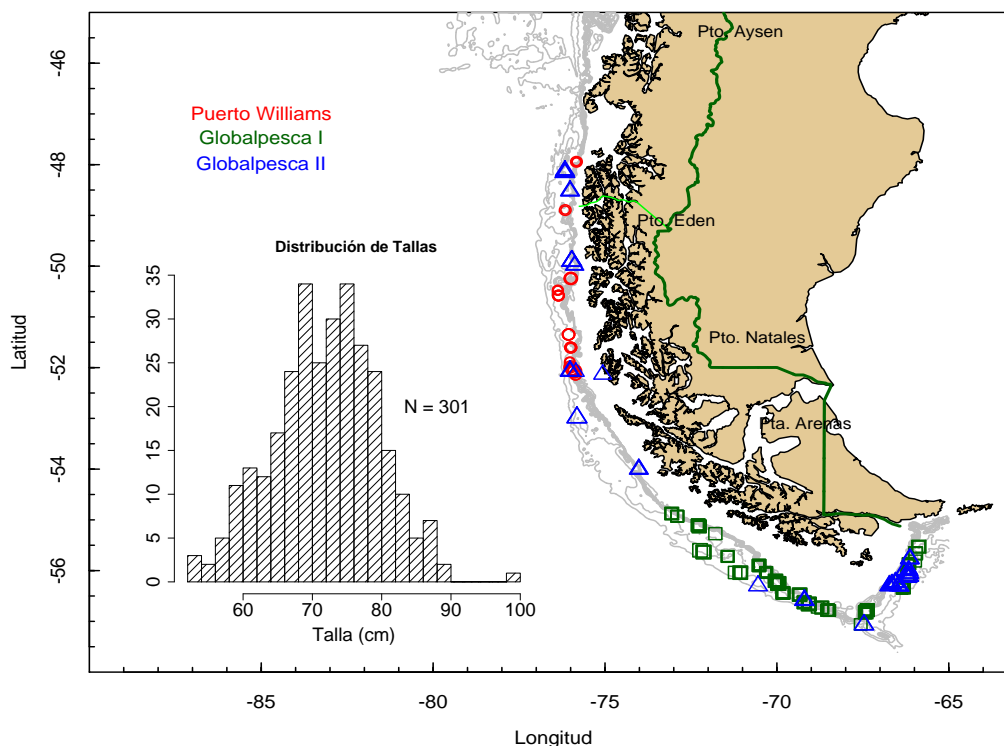 Pto. Aysen
-46
Puerto Williams
Globalpesca I
Globalpesca II
-48
Pto. Eden
Distribución de Tallas
-50
35
30
Pto. Natales
-52
25
N = 301
Pta. Arenas
20
15
-54
10
5
0
-56
60 70 80 90 100
Talla (cm)
Latitud
-85 -80 -75 -70 -65
Longitud